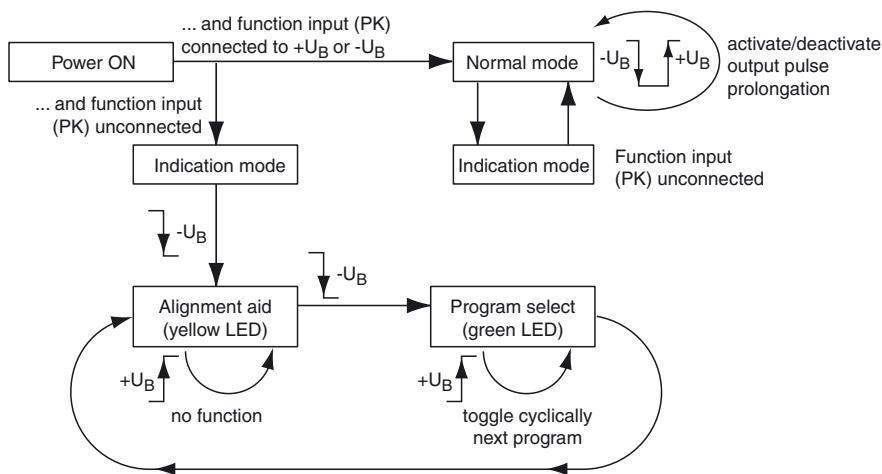 ... and function input (PK)
connected to +UB or -UB
Power ON
Normal mode
-UB
+UB
activate/deactivate
output pulse
prolongation
... and function input
(PK) unconnected
Indication mode
Indication mode
Function input
(PK) unconnected
-UB
-UB
Alignment aid
(yellow LED)
Program select
(green LED)
+UB
no function
+UB
toggle cyclically
next program